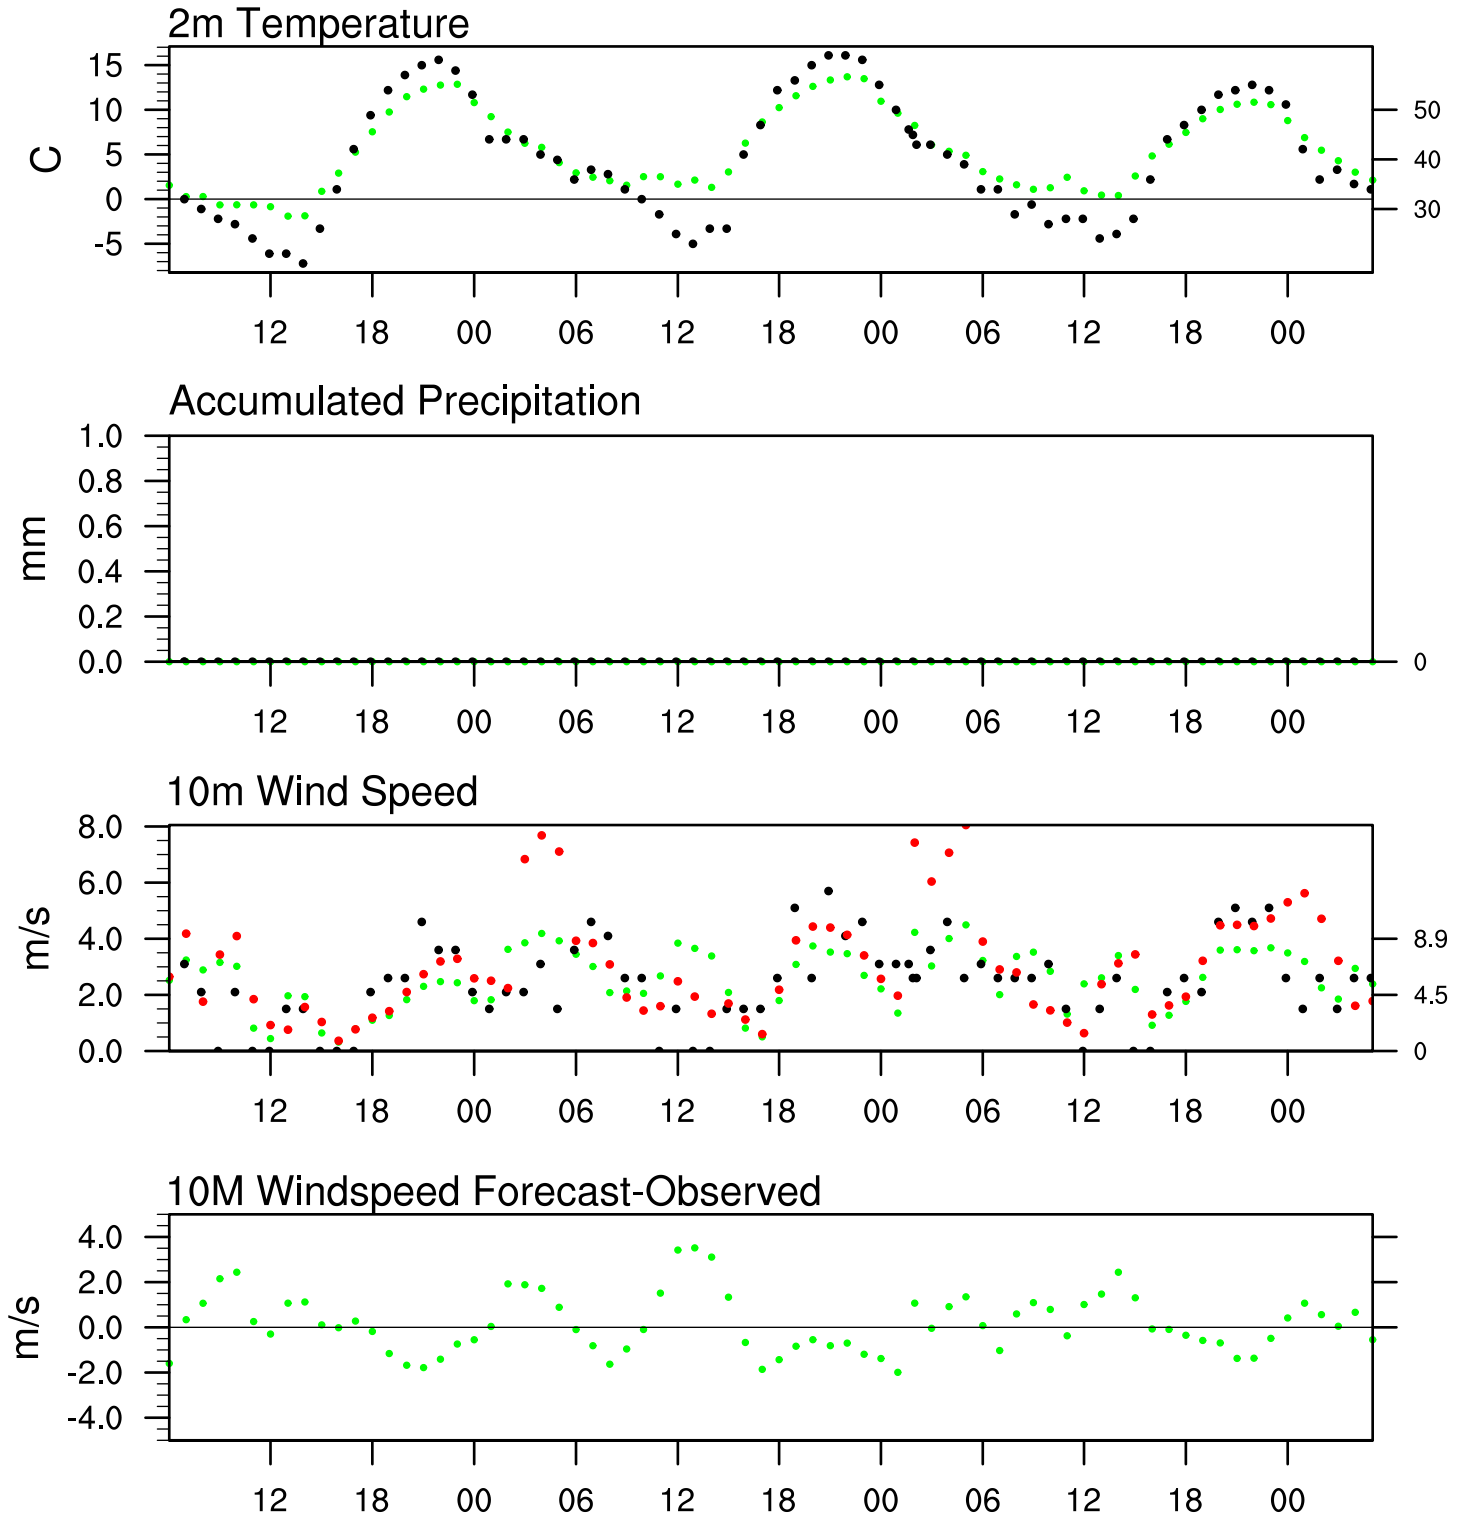 2m Temperature
15
10
5
0
-5
C
50
40
30
12 18 00 06 12 18 00 06 12 18 00
Accumulated Precipitation
1.0
0.8
0.6
0.4
0.2
0.0
mm
0
12 18 00 06 12 18 00 06 12 18 00
10m Wind Speed
8.0
6.0
4.0
2.0
0.0
m/s
8.9
4.5
0
12 18 00 06 12 18 00 06 12 18 00
10M Windspeed Forecast-Observed
4.0
2.0
0.0
-2.0
-4.0
m/s
12 18 00 06 12 18 00 06 12 18 00